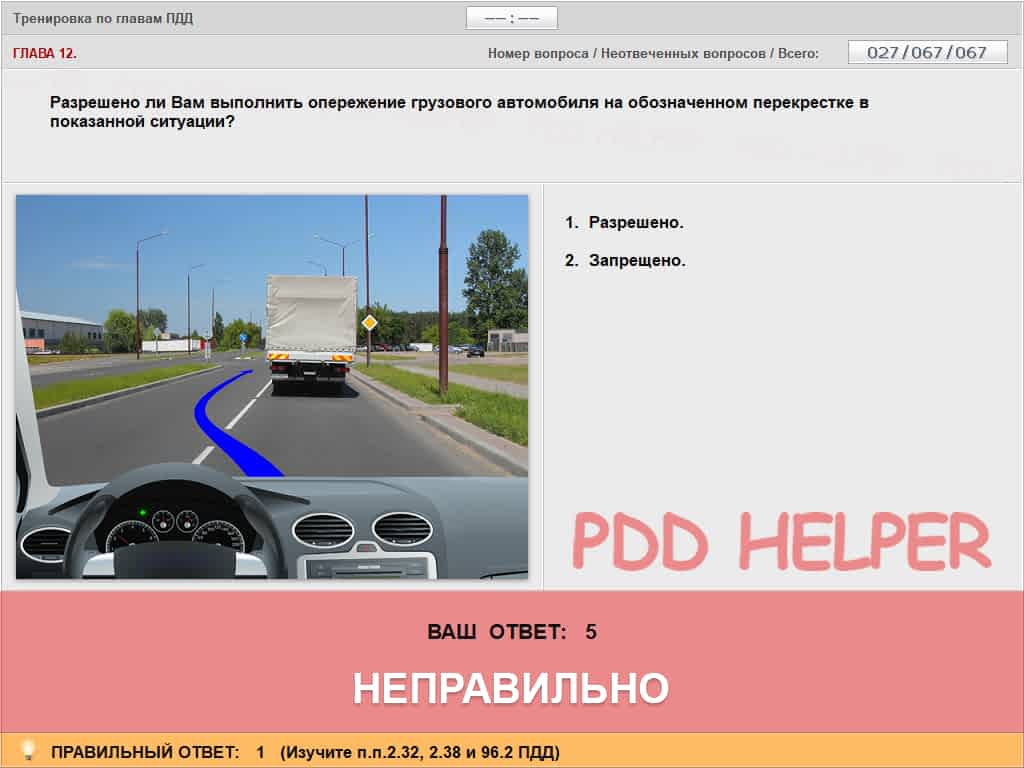 Тренировка по главам ПДД
—— : ——
ГЛАВА 12.
Номер вопроса / Неотвеченных вопросов / Всего:
027/067/067
Разрешено ли Вам выполнить опережение грузового автомобиля на обозначенном перекрестке в
показанной ситуации?
1. Разрешено.
2. Запрещено.
PDD HELPER
ВАШ ОТВЕТ: 5
НЕПРАВИЛЬНО
ПРАВИЛЬНЫЙ ОТВЕТ: 1 (Изучите п.п.2.32, 2.38 и 96.2 ПДД)